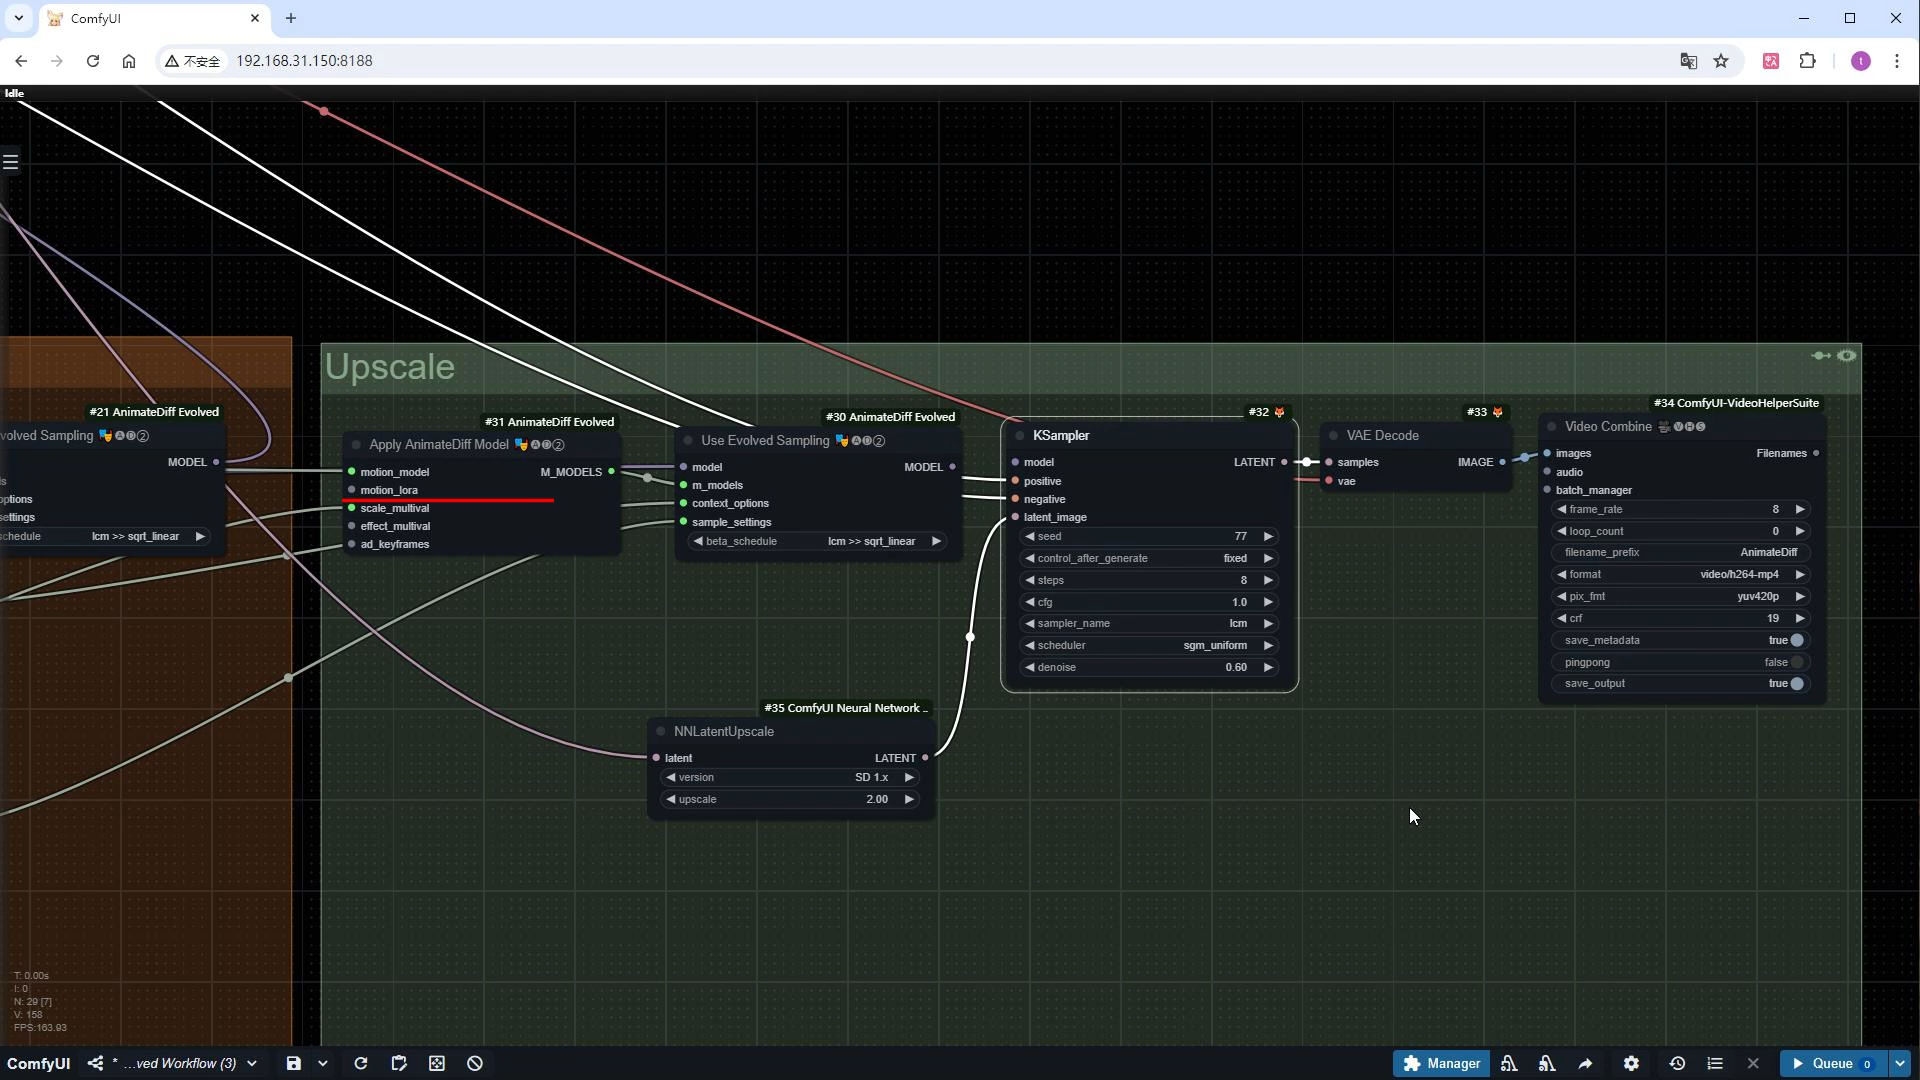 ComfyUI
不安全
192.168.31.150:8188
t
Idle
Upscale
#21 AnimateDiff Evolved
volved Sampling 🎭🅐🅓②
MODEL
ptions
ettings
chedule lcm >> sqrt_linear
#31 AnimateDiff Evolved
Apply AnimateDiff Model 🎭🅐🅓②
motion_model M_MODELS
motion_lora
scale_multival
effect_multival
ad_keyframes
#30 AnimateDiff Evolved
Use Evolved Sampling 🎭🅐🅓②
model MODEL
m_models
context_options
sample_settings
beta_schedule lcm >> sqrt_linear
#32 🦊
KSampler
model LATENT
positive
negative
latent_image
seed 77
control_after_generate fixed
steps 8
cfg 1.0
sampler_name lcm
scheduler sgm_uniform
denoise 0.60
#33 🦊
VAE Decode
samples IMAGE
vae
#34 ComfyUI-VideoHelperSuite
Video Combine 🎥🅥🅗🅢
images Filenames
audio
batch_manager
frame_rate 8
loop_count 0
filename_prefix AnimateDiff
format video/h264-mp4
pix_fmt yuv420p
crf 19
save_metadata true
pingpong false
save_output true
#35 ComfyUI Neural Network ..
NNLatentUpscale
latent LATENT
version SD 1.x
upscale 2.00
T: 0.00s
I: 0
N: 29 [7]
V: 158
FPS:163.93
ComfyUI
* ...ved Workflow (3)
Manager
Queue 0